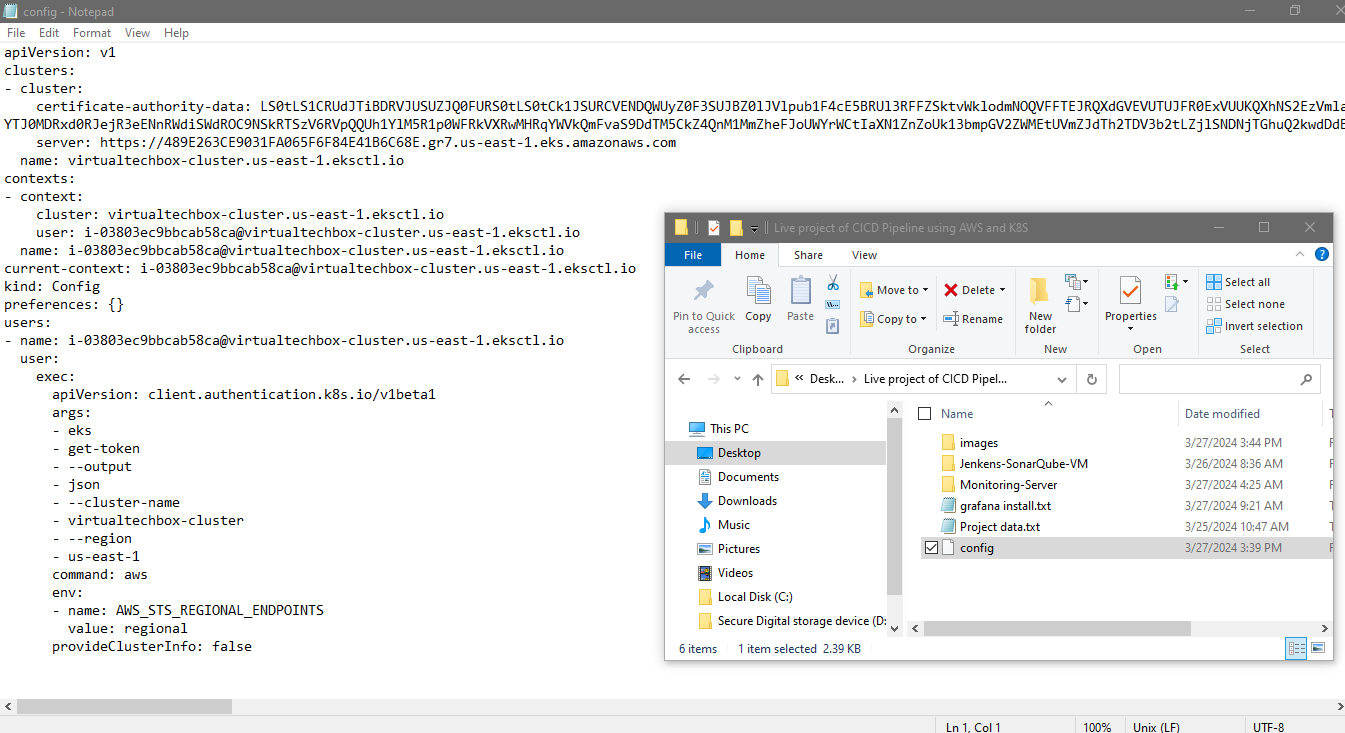 config - Notepad
File Edit Format View Help
apiVersion: v1
clusters:
- cluster:
certificate-authority-data:
server: https://489E263CE9031FA065F6F84E41B6C68E.gr7.us-east-1.eks.amazonaws.com
name: virtualtechbox-cluster.us-east-1.eksctl.io
contexts:
- context:
cluster: virtualtechbox-cluster.us-east-1.eksctl.io
user: i-03803ec9bbcab58ca@virtualtechbox-cluster.us-east-1.eksctl.io
name: i-03803ec9bbcab58ca@virtualtechbox-cluster.us-east-1.eksctl.io
current-context: i-03803ec9bbcab58ca@virtualtechbox-cluster.us-east-1.eksctl.io
kind: Config
preferences: {}
users:
- name: i-03803ec9bbcab58ca@virtualtechbox-cluster.us-east-1.eksctl.io
user:
exec:
apiVersion: client.authentication.k8s.io/v1beta1
args:
- eks
- get-token
- --output
- json
- --cluster-name
- virtualtechbox-cluster
- --region
- us-east-1
command: aws
env:
- name: AWS_STS_REGIONAL_ENDPOINTS
value: regional
provideClusterInfo: false
Ln 1, Col 1 100% Unix (LF) UTF-8
Live project of CICD Pipeline using AWS and K8S
File Home Share View
Pin to Quick access
Copy
Paste
Move to
Copy to
Delete
Rename
New folder
Properties
Select all
Select none
Invert selection
Clipboard Organize New Open Select
« Desk... › Live project of CICD Pipel...
This PC
Desktop
Documents
Downloads
Music
Pictures
Videos
Local Disk (C:)
Secure Digital storage device (D:
Name Date modified
images 3/27/2024 3:44 PM
Jenkens-SonarQube-VM 3/26/2024 8:36 AM
Monitoring-Server 3/27/2024 4:25 AM
grafana install.txt 3/27/2024 9:21 AM
Project data.txt 3/25/2024 10:47 AM
config 3/27/2024 3:39 PM
6 items 1 item selected 2.39 KB